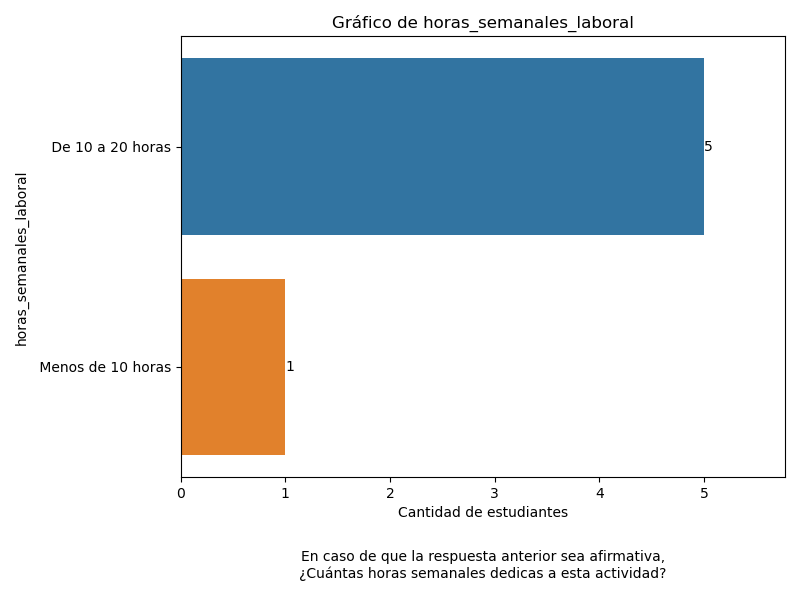 Gráfico de horas_semanales_laboral
horas_semanales_laboral
De 10 a 20 horas
5
Menos de 10 horas
1
0 1 2 3 4 5
Cantidad de estudiantes
En caso de que la respuesta anterior sea afirmativa,
¿Cuántas horas semanales dedicas a esta actividad?